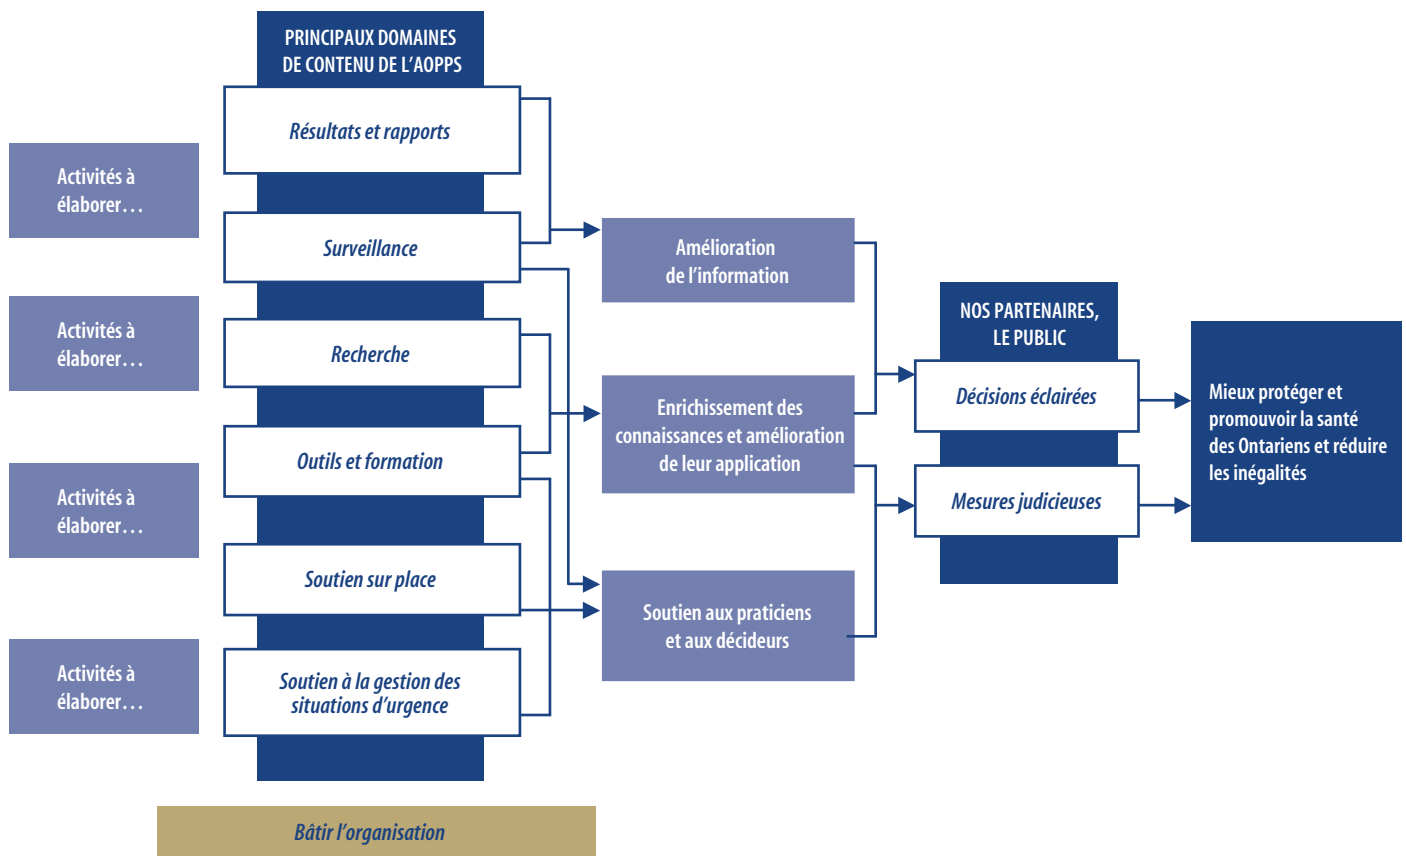 PRINCIPAUX DOMAINES
DE CONTENU DE L'AOPPS
Résultats et rapports
Surveillance
Recherche
Outils et formation
Soutien sur place
Soutien à la gestion des
situations d'urgence
Activités à
élaborer…
Activités à
élaborer…
Activités à
élaborer…
Activités à
élaborer…
Amélioration
de l'information
Enrichissement des
connaissances et amélioration
de leur application
Soutien aux praticiens
et aux décideurs
NOS PARTENAIRES,
LE PUBLIC
Décisions éclairées
Mesures judicieuses
Mieux protéger et
promouvoir la santé
des Ontariens et réduire
les inégalités
Bâtir l'organisation